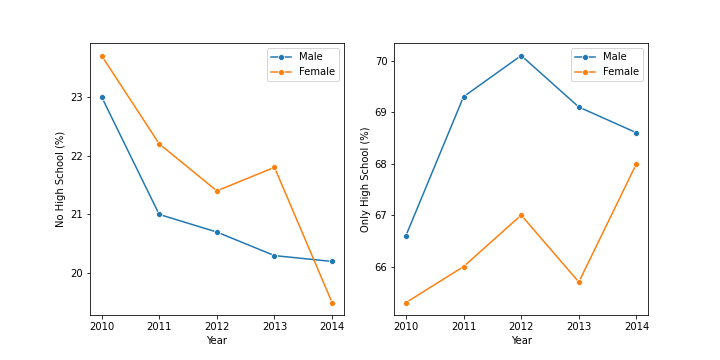 Male
Female
No High School (%)
23
22
21
20
2010 2011 2012 2013 2014
Year
Male
Female
Only High School (%)
70
69
68
67
66
2010 2011 2012 2013 2014
Year